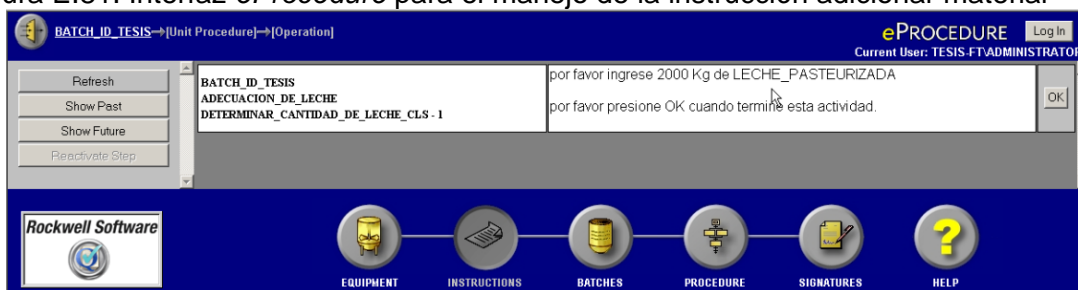 BATCH_ID_TESIS→[Unit Procedure]→[Operation]
ePROCEDURE
Log In
Current User: TESIS-FT\ADMINISTRATOR
Refresh
Show Past
Show Future
Reactivate Step
BATCH_ID_TESIS
ADECUACION_DE_LECHE
DETERMINAR_CANTIDAD_DE_LECHE_CLS - 1
por favor ingrese 2000 Kg de LECHE_PASTEURIZADA
por favor presione OK cuando termine esta actividad.
OK
Rockwell Software
EQUIPMENT
INSTRUCTIONS
BATCHES
PROCEDURE
SIGNATURES
HELP